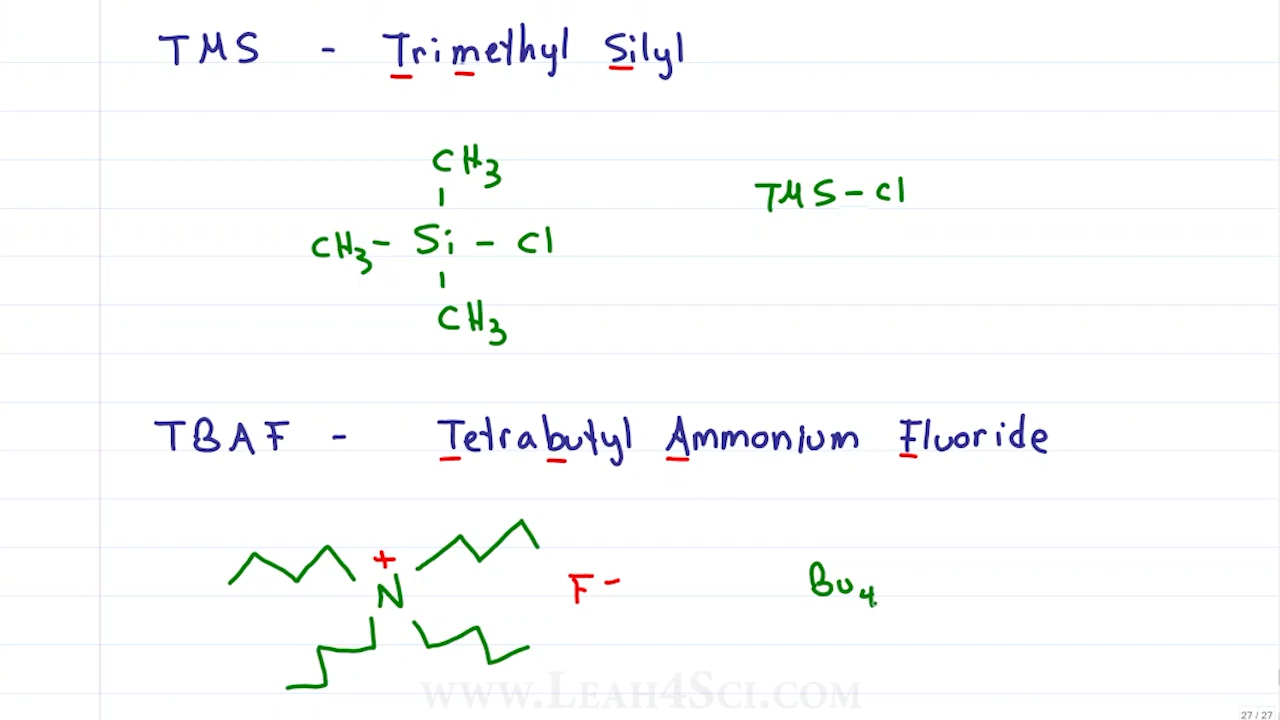 TMS - Trimethyl Silyl
CH3
TMS-Cl
CH3- Si - Cl
CH3
TBAF - Tetrabutyl Ammonium Fluoride
+
N
F-
Bu4
www.Leah4Sci.com
27 / 27